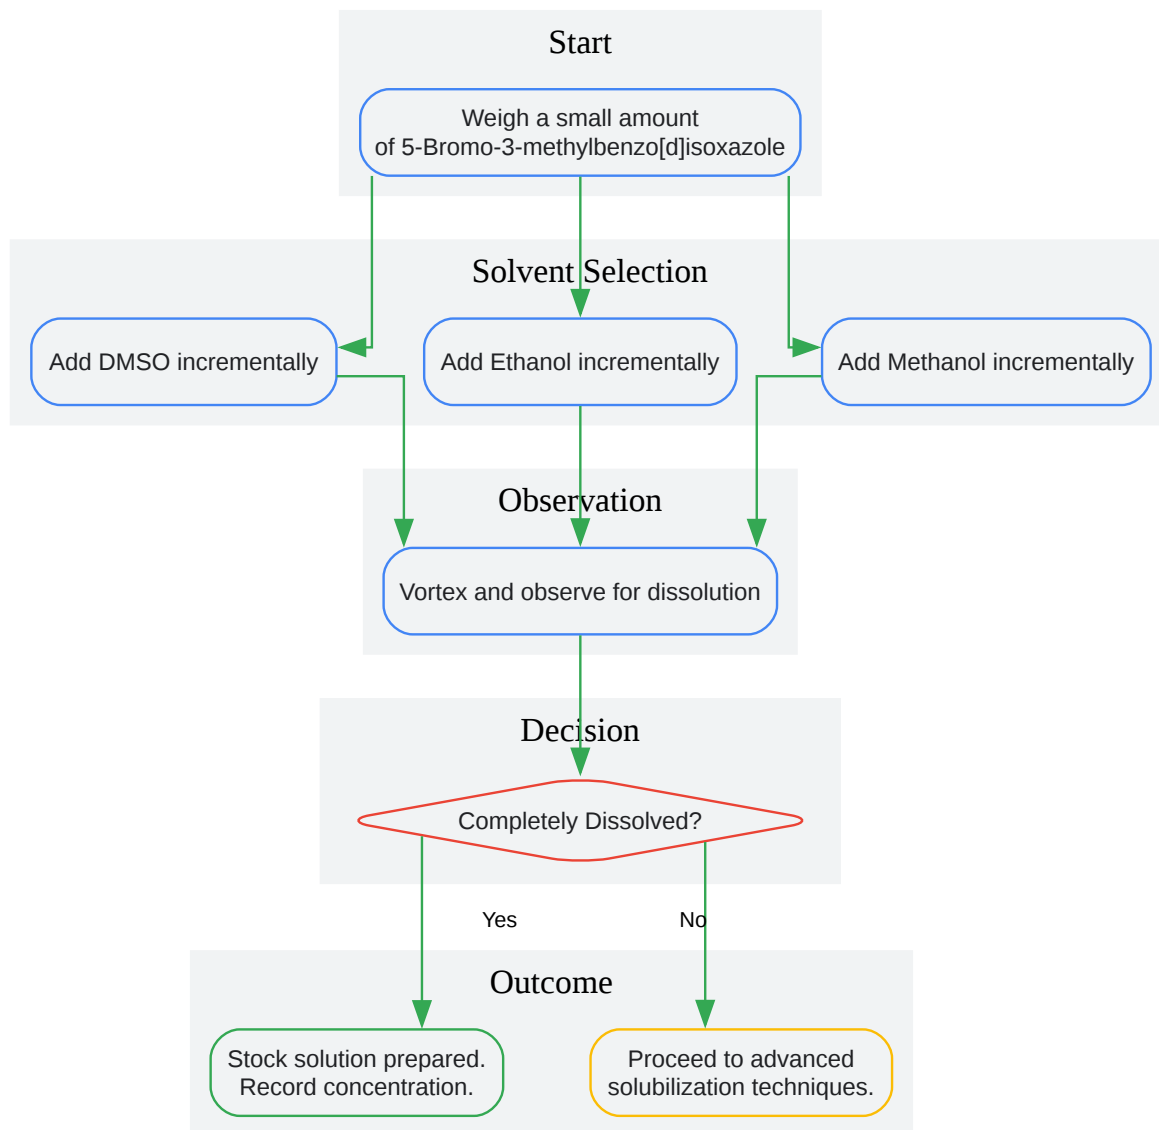 Start
Weigh a small amount
of 5-Bromo-3-methylbenzo[d]isoxazole
Solvent Selection
Add DMSO incrementally
Add Ethanol incrementally
Add Methanol incrementally
Observation
Vortex and observe for dissolution
Decision
Completely Dissolved?
Yes
No
Outcome
Stock solution prepared.
Record concentration.
Proceed to advanced
solubilization techniques.